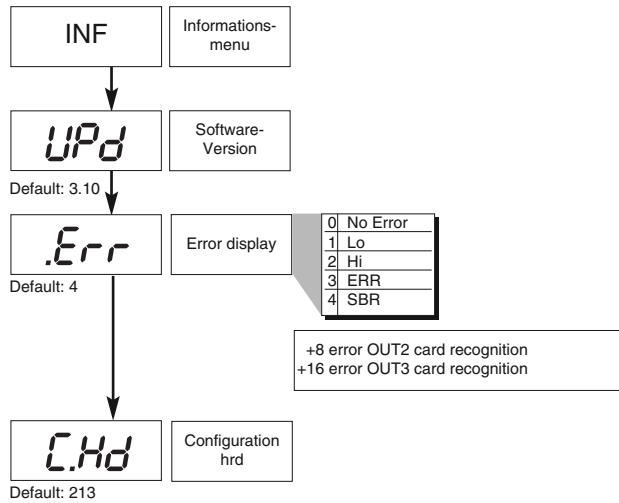 INF
Informations-
menu
UPd
Software-
Version
Default: 3.10
.Err
Error display
0 No Error
1 Lo
2 Hi
3 ERR
4 SBR
Default: 4
+8 error OUT2 card recognition
+16 error OUT3 card recognition
C.Hd
Configuration
hrd
Default: 213